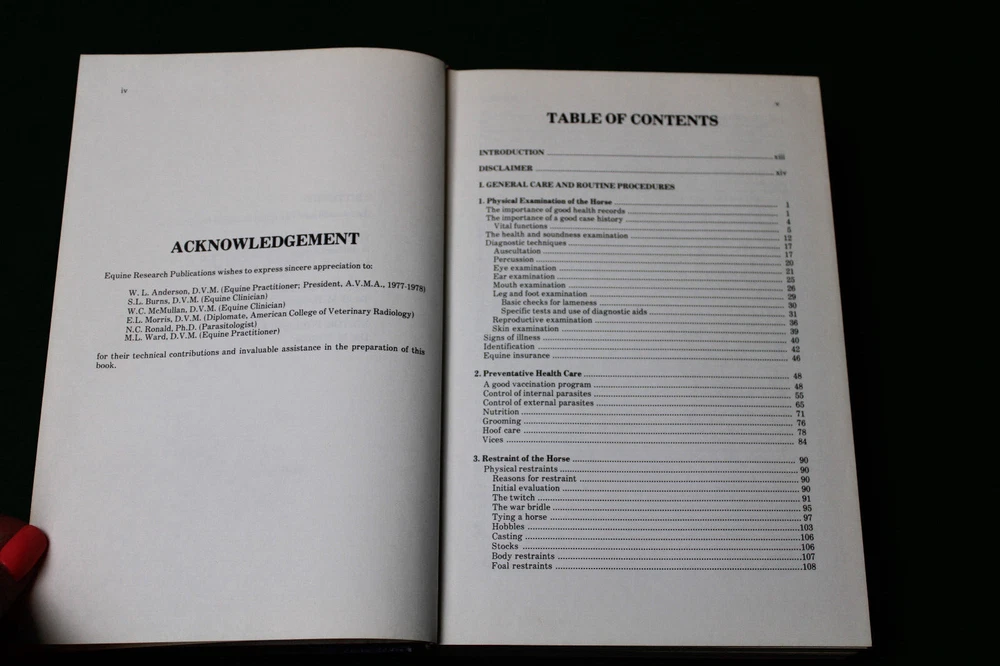 iv
ACKNOWLEDGEMENT
Equine Research Publications wishes to express sincere appreciation to:
W. L. Anderson, D.V.M. (Equine Practitioner; President, A.V.M.A., 1977-1978)
S.L. Burns, D.V.M. (Equine Clinician)
W.C. McMullan, D.V.M. (Equine Clinician)
E.L. Morris, D.V.M. (Diplomate, American College of Veterinary Radiology)
N.C. Ronald, Ph.D. (Parasitologist)
M.L. Ward, D.V.M. (Equine Practitioner)
for their technical contributions and invaluable assistance in the preparation of this
book.
v
TABLE OF CONTENTS
INTRODUCTION xiii
DISCLAIMER xiv
I. GENERAL CARE AND ROUTINE PROCEDURES
1. Physical Examination of the Horse 1
The importance of good health records 1
The importance of a good case history 4
Vital functions 5
The health and soundness examination 12
Diagnostic techniques 17
Auscultation 17
Percussion 20
Eye examination 21
Ear examination 25
Mouth examination 26
Leg and foot examination 29
Basic checks for lameness 30
Specific tests and use of diagnostic aids 31
Reproductive examination 36
Skin examination 39
Signs of illness 40
Identification 42
Equine insurance 46
2. Preventative Health Care 48
A good vaccination program 48
Control of internal parasites 55
Control of external parasites 65
Nutrition 71
Grooming 76
Hoof care 78
Vices 84
3. Restraint of the Horse 90
Physical restraints 90
Reasons for restraint 90
Initial evaluation 90
The twitch 91
The war bridle 95
Tying a horse 97
Hobbles 103
Casting 106
Stocks 106
Body restraints 107
Foal restraints 108